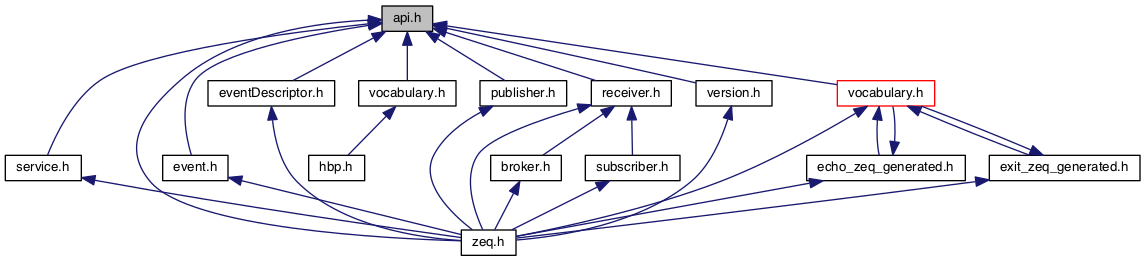 api.h
eventDescriptor.h
vocabulary.h
publisher.h
receiver.h
version.h
vocabulary.h
service.h
event.h
hbp.h
broker.h
subscriber.h
echo_zeq_generated.h
exit_zeq_generated.h
zeq.h